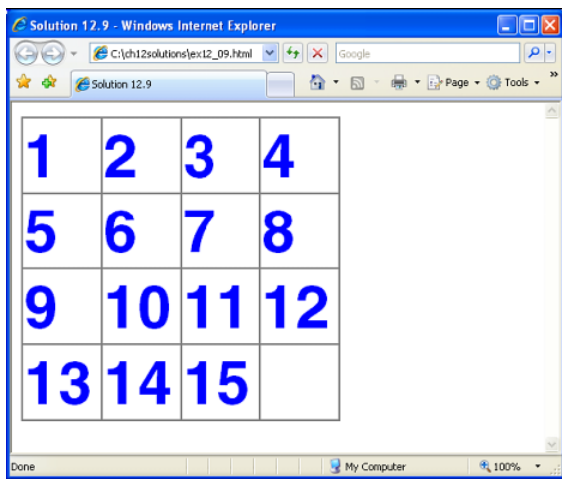 Solution 12.9 - Windows Internet Explorer
C:\ch12solutions\ex12_09.html Google
Solution 12.9 Page Tools »
1 2 3 4
5 6 7 8
9 10 11 12
13 14 15
Done My Computer 100%